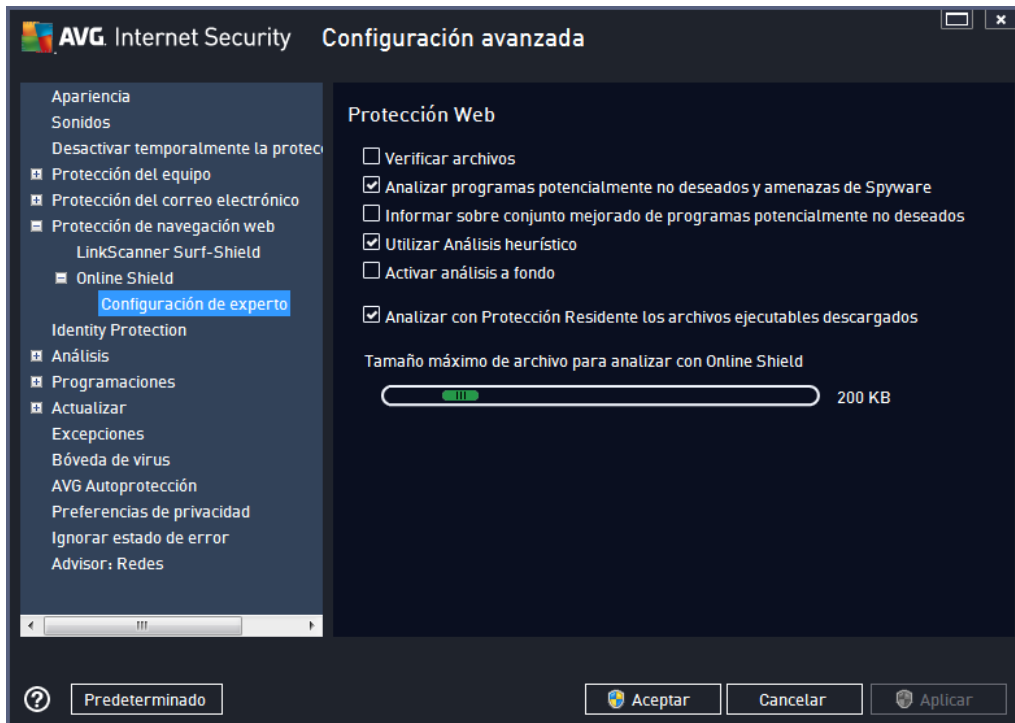 AVG. Internet Security Configuración avanzada
Apariencia
Sonidos
Desactivar temporalmente la protec
Protección del equipo
Protección del correo electrónico
Protección de navegación web
LinkScanner Surf-Shield
Online Shield
Configuración de experto
Identity Protection
Análisis
Programaciones
Actualizar
Excepciones
Bóveda de virus
AVG Autoprotección
Preferencias de privacidad
Ignorar estado de error
Advisor: Redes
Protección Web
Verificar archivos
Analizar programas potencialmente no deseados y amenazas de Spyware
Informar sobre conjunto mejorado de programas potencialmente no deseados
Utilizar Análisis heurístico
Activar análisis a fondo
Analizar con Protección Residente los archivos ejecutables descargados
Tamaño máximo de archivo para analizar con Online Shield
200 KB
Predeterminado
Aceptar
Cancelar
Aplicar